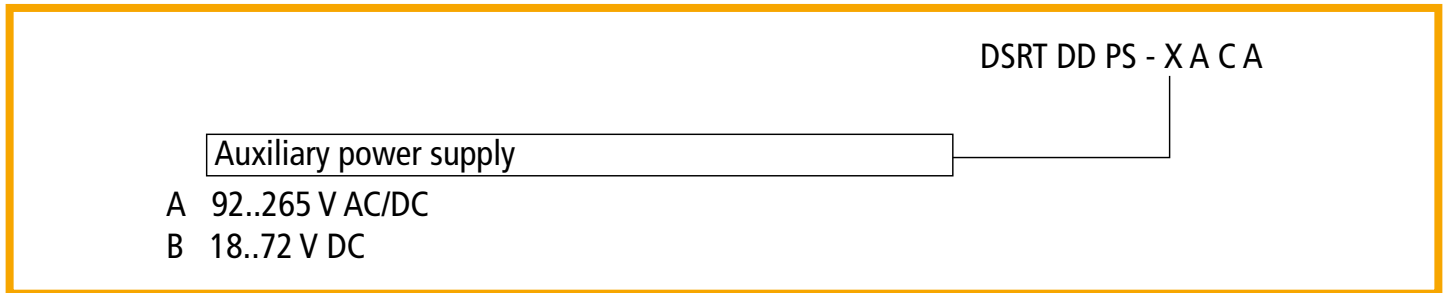 DSRT DD PS - X A C A
Auxiliary power supply
A 92..265 V AC/DC
B 18..72 V DC